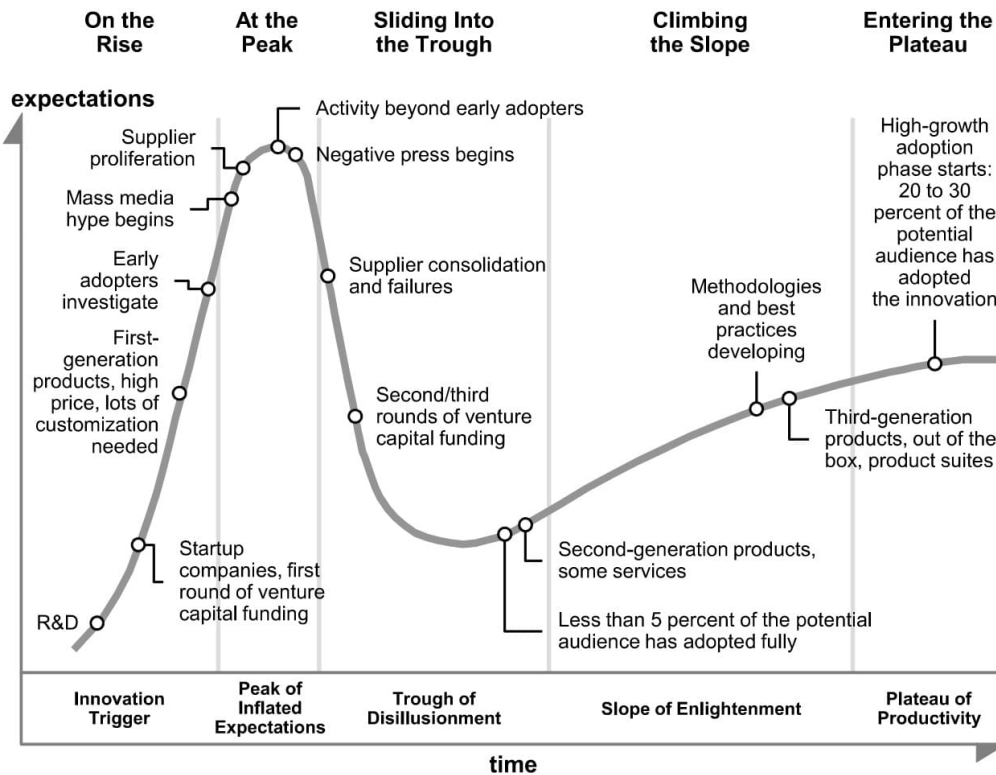 On the
Rise
At the
Peak
Sliding Into
the Trough
Climbing
the Slope
Entering the
Plateau
expectations
Activity beyond early adopters
Supplier
proliferation
Negative press begins
Mass media
hype begins
Early
adopters
investigate
First-
generation
products, high
price, lots of
customization
needed
Startup
companies, first
round of venture
capital funding
R&D
Supplier consolidation
and failures
Second/third
rounds of venture
capital funding
Second-generation products,
some services
Less than 5 percent of the potential
audience has adopted fully
Methodologies
and best
practices
developing
Third-generation
products, out of the
box, product suites
High-growth
adoption
phase starts:
20 to 30
percent of the
potential
audience has
adopted
the innovation
Innovation
Trigger
Peak of
Inflated
Expectations
Trough of
Disillusionment
Slope of Enlightenment
Plateau of
Productivity
time